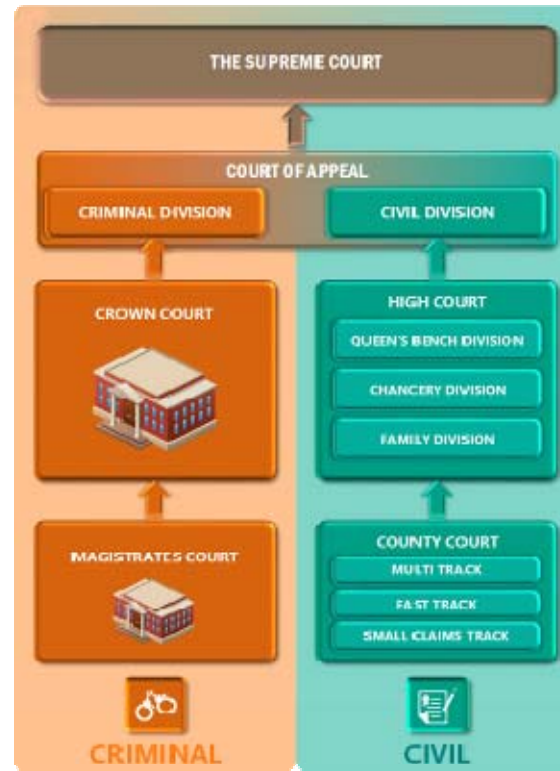 THE SUPREME COURT
COURT OF APPEAL
CRIMINAL DIVISION
CIVIL DIVISION
CROWN COURT
HIGH COURT
QUEEN'S BENCH DIVISION
CHANCERY DIVISION
FAMILY DIVISION
MAGISTRATES COURT
COUNTY COURT
MULTI TRACK
FAST TRACK
SMALL CLAIMS TRACK
CRIMINAL
CIVIL